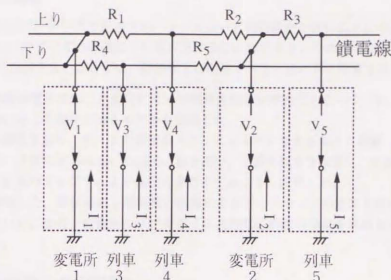 上り R₁ R₂ R₃
饋電線
下り R₄ R₅
V₁ V₃ V₄ V₂ V₅
I₁ I₃ I₄ I₂ I₅
変電所 列車 列車 変電所 列車
1 3 4 2 5